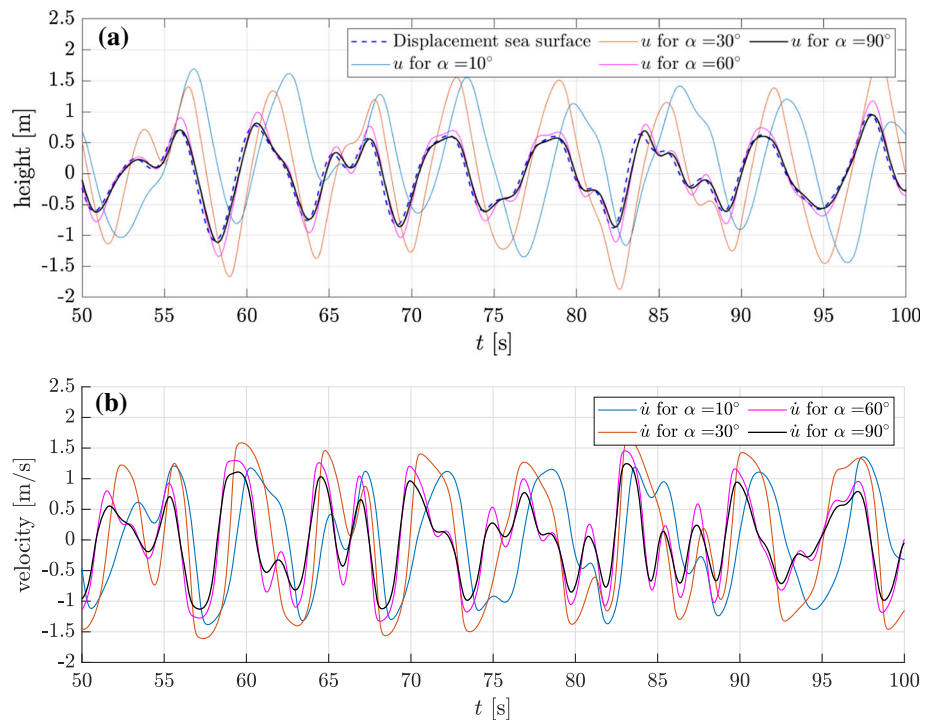 (a)
Displacement sea surface
u for α =10°
u for α =30°
u for α =60°
u for α =90°
height [m]
2.5
2
1.5
1
0.5
0
-0.5
-1
-1.5
-2
50 55 60 65 70 75 80 85 90 95 100
t [s]
(b)
u̇ for α =10°
u̇ for α =30°
u̇ for α =60°
u̇ for α =90°
velocity [m/s]
2.5
2
1.5
1
0.5
0
-0.5
-1
-1.5
-2
50 55 60 65 70 75 80 85 90 95 100
t [s]